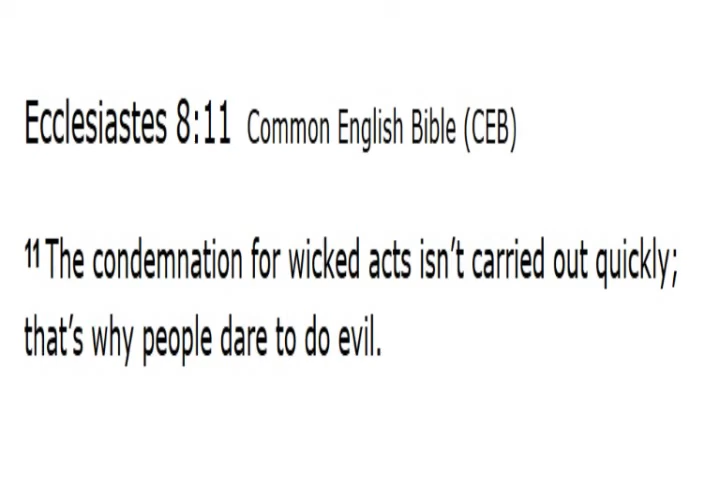 Ecclesiastes 8:11 Common English Bible (CEB)
11 The condemnation for wicked acts isn’t carried out quickly;
that’s why people dare to do evil.